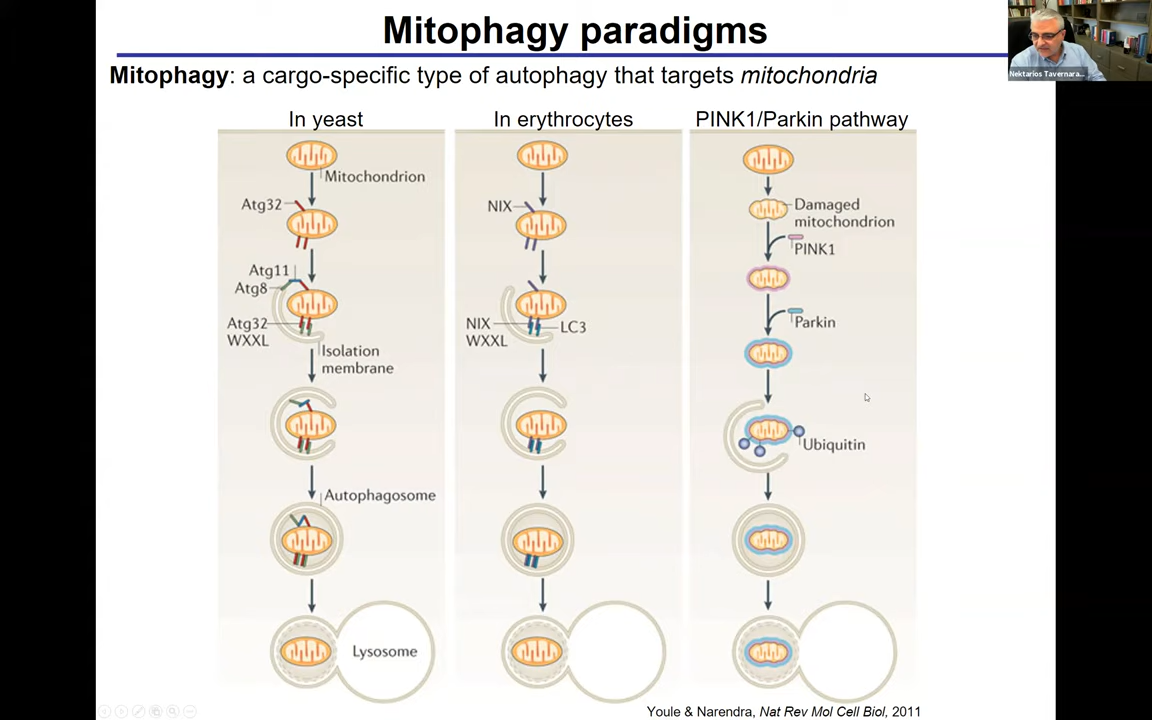 Mitophagy paradigms
Nektarios Tavernara...
Mitophagy: a cargo-specific type of autophagy that targets mitochondria
In yeast
Mitochondrion
Atg32
Atg11
Atg8
Atg32
WXXL
Isolation
membrane
Autophagosome
Lysosome
In erythrocytes
NIX
NIX
WXXL
LC3
PINK1/Parkin pathway
Damaged
mitochondrion
PINK1
Parkin
Ubiquitin
Youle & Narendra, Nat Rev Mol Cell Biol, 2011